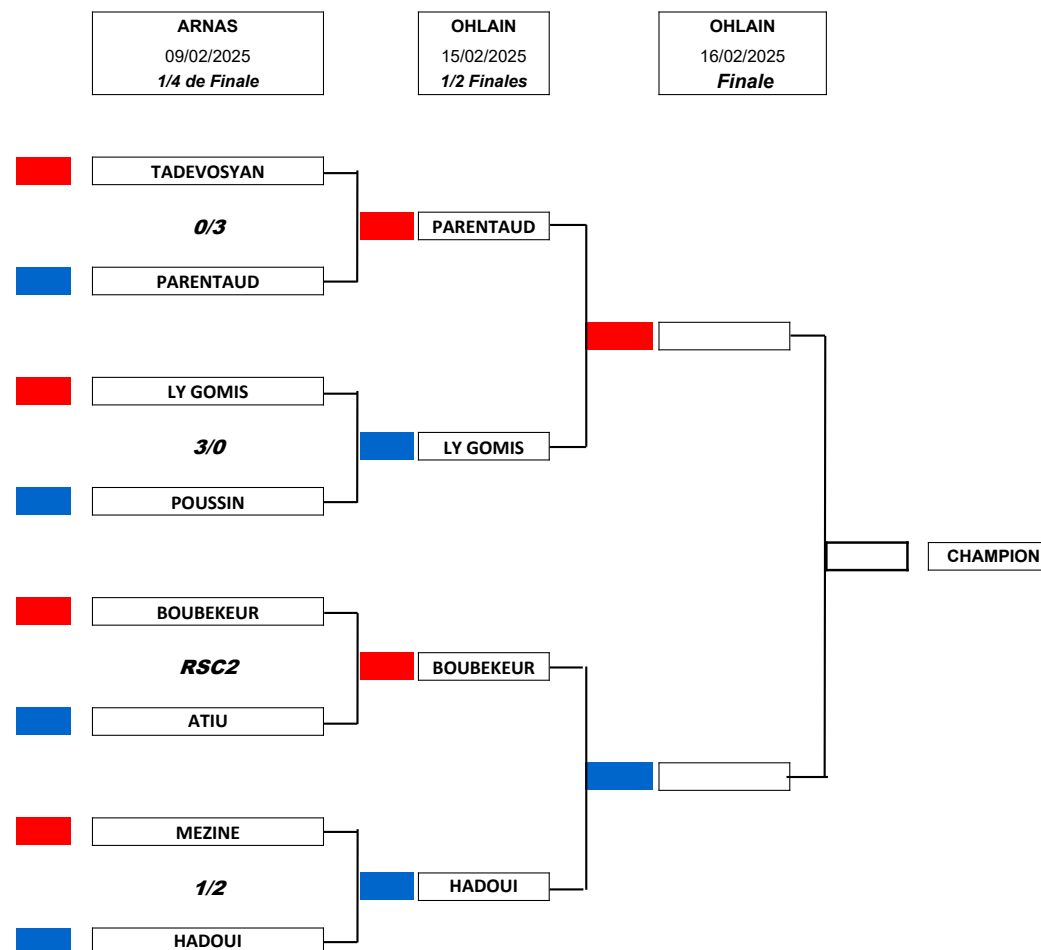 ARNAS
09/02/2025
1/4 de Finale
OHLAIN
15/02/2025
1/2 Finales
OHLAIN
16/02/2025
Finale
TADEVOSYAN
0/3
PARENTAUD
PARENTAUD
LY GOMIS
3/0
LY GOMIS
POUSSIN
CHAMPION
BOUBEKEUR
RSC2
BOUBEKEUR
ATIU
MEZINE
1/2
HADOUI
HADOUI